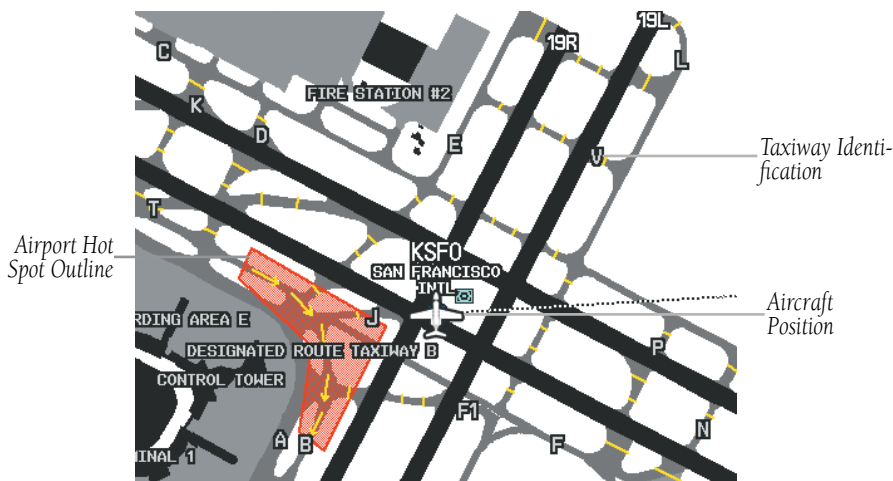 19L
19R
C
L
FIRE STATION #2
K
D
E
V
Taxiway Identi-
fication
T
Airport Hot
Spot Outline
KSFO
SAN FRANCISCO
INTL
Aircraft
Position
RDING AREA E
J
DESIGNATED ROUTE TAXIWAY B
P
CONTROL TOWER
F1
N
A
B
F
MINAL 1